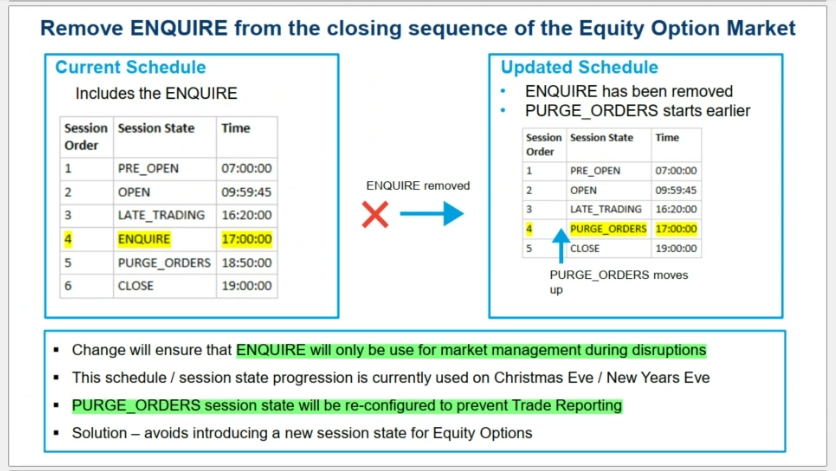 Remove ENQUIRE from the closing sequence of the Equity Option Market
Current Schedule
Includes the ENQUIRE
Session Order Session State Time
1 PRE_OPEN 07:00:00
2 OPEN 09:59:45
3 LATE_TRADING 16:20:00
4 ENQUIRE 17:00:00
5 PURGE_ORDERS 18:50:00
6 CLOSE 19:00:00
ENQUIRE removed
Updated Schedule
• ENQUIRE has been removed
• PURGE_ORDERS starts earlier
Session Order Session State Time
1 PRE_OPEN 07:00:00
2 OPEN 09:59:45
3 LATE_TRADING 16:20:00
4 PURGE_ORDERS 17:00:00
5 CLOSE 19:00:00
PURGE_ORDERS moves
up
▪ Change will ensure that ENQUIRE will only be use for market management during disruptions
▪ This schedule / session state progression is currently used on Christmas Eve / New Years Eve
▪ PURGE_ORDERS session state will be re-configured to prevent Trade Reporting
▪ Solution – avoids introducing a new session state for Equity Options